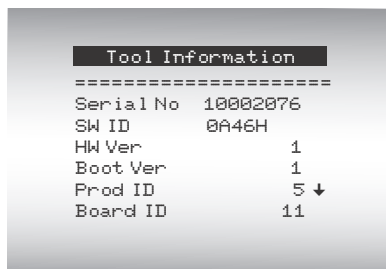 Tool Information
======================
Serial No 10002076
SW ID 0A46H
HW Ver 1
Boot Ver 1
Prod ID 5 ↓
Board ID 11